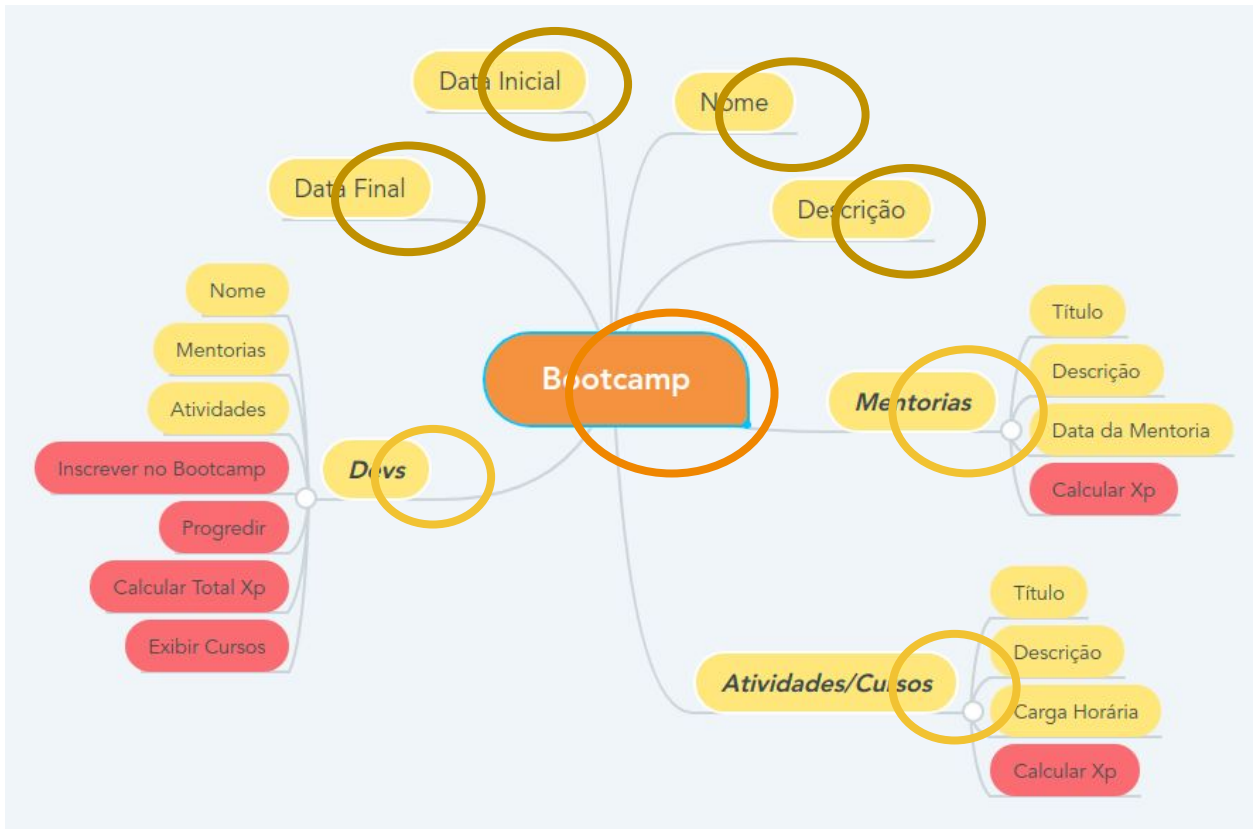 Data Inicial
Nome
Data Final
Descrição
Bootcamp
Nome
Mentorias
Atividades
Inscrever no Bootcamp
Progredir
Calcular Total Xp
Exibir Cursos
Devs
Mentorias
Título
Descrição
Data da Mentoria
Calcular Xp
Atividades/Cursos
Título
Descrição
Carga Horária
Calcular Xp